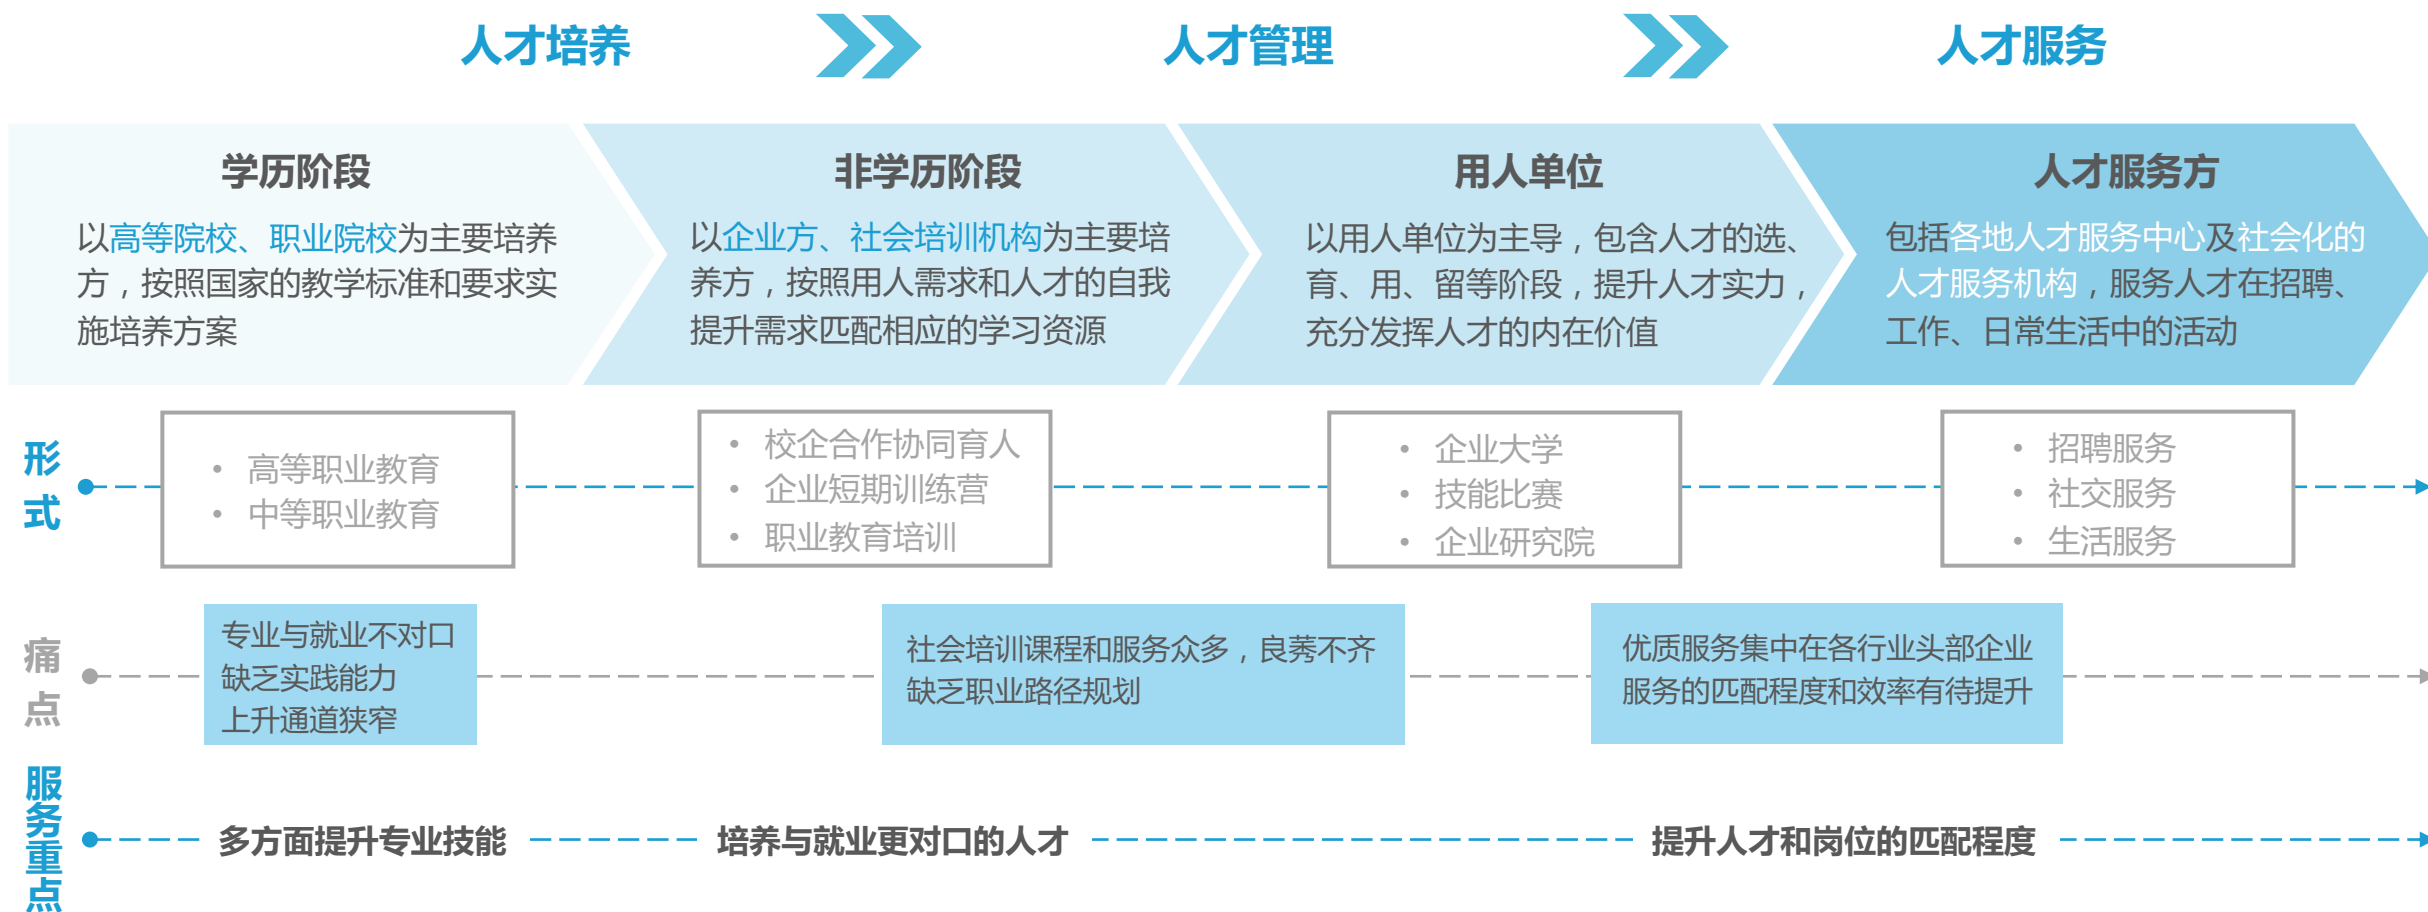 人才培养
人才管理
人才服务
学历阶段
以高等院校、职业院校为主要培养
方，按照国家的教学标准和要求实
施培养方案
非学历阶段
以企业方、社会培训机构为主要培
养方，按照用人需求和人才的自我
提升需求匹配相应的学习资源
用人单位
以用人单位为主导，包含人才的选、
育、用、留等阶段，提升人才实力，
充分发挥人才的内在价值
人才服务方
包括各地人才服务中心及社会化的
人才服务机构，服务人才在招聘、
工作、日常生活中的活动
形式
• 高等职业教育
• 中等职业教育
• 校企合作协同育人
• 企业短期训练营
• 职业教育培训
• 企业大学
• 技能比赛
• 企业研究院
• 招聘服务
• 社交服务
• 生活服务
痛点
专业与就业不对口
缺乏实践能力
上升通道狭窄
社会培训课程和服务众多，良莠不齐
缺乏职业路径规划
优质服务集中在各行业头部企业
服务的匹配程度和效率有待提升
服务重点
多方面提升专业技能
培养与就业更对口的人才
提升人才和岗位的匹配程度